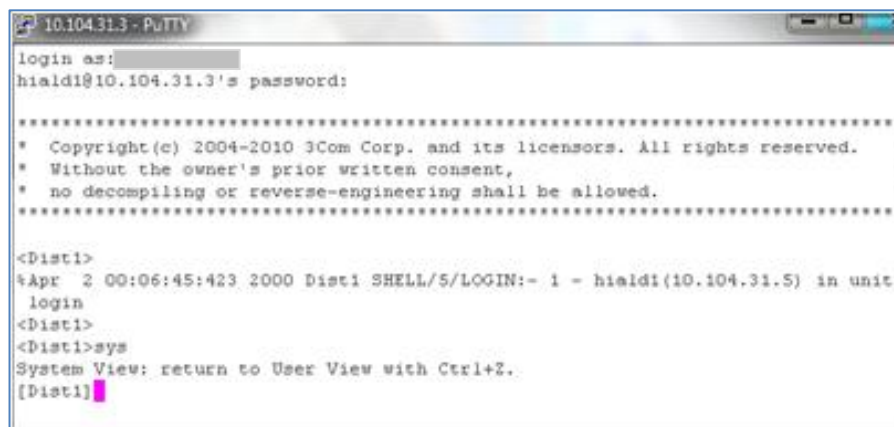 10.104.31.3 - PuTTY
login as:
hiald1@10.104.31.3's password:
********************************************************************************
*  Copyright(c) 2004-2010 3Com Corp. and its licensors. All rights reserved.
*  Without the owner's prior written consent,
*  no decompiling or reverse-engineering shall be allowed.
********************************************************************************
<Dist1>
%Apr  2 00:06:45:423 2000 Dist1 SHELL/5/LOGIN:- 1 - hiald1(10.104.31.5) in unit
 login
<Dist1>
<Dist1>sys
System View: return to User View with Ctrl+Z.
[Dist1]